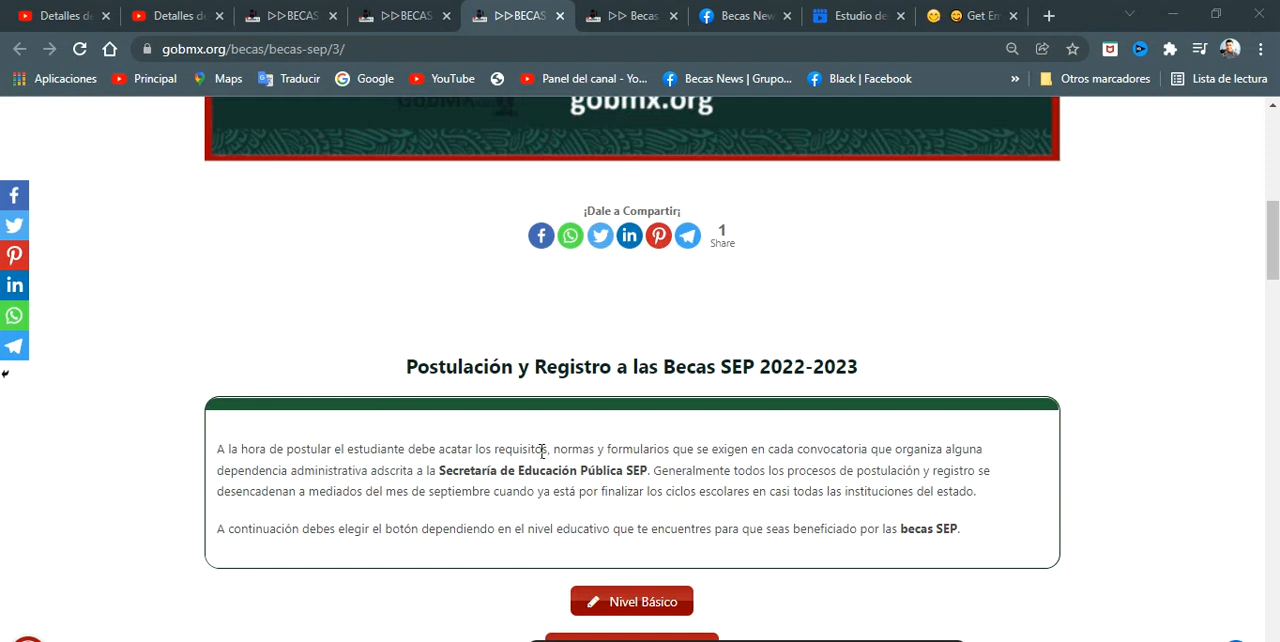 Detalles de
Detalles de
▷▷BECAS
▷▷BECAS
▷▷BECAS
▷▷ Becas
Becas New
Estudio de
Get Em
gobmx.org/becas/becas-sep/3/
Aplicaciones
Principal
Maps
Traducir
Google
YouTube
Panel del canal - Yo...
Becas News | Grupo...
Black | Facebook
»
Otros marcadores
Lista de lectura
gobmx.org
¡Dale a Compartir¡
1
Share
Postulación y Registro a las Becas SEP 2022-2023
A la hora de postular el estudiante debe acatar los requisitos, normas y formularios que se exigen en cada convocatoria que organiza alguna
dependencia administrativa adscrita a la Secretaría de Educación Pública SEP. Generalmente todos los procesos de postulación y registro se
desencadenan a mediados del mes de septiembre cuando ya está por finalizar los ciclos escolares en casi todas las instituciones del estado.
A continuación debes elegir el botón dependiendo en el nivel educativo que te encuentres para que seas beneficiado por las becas SEP.
Nivel Básico